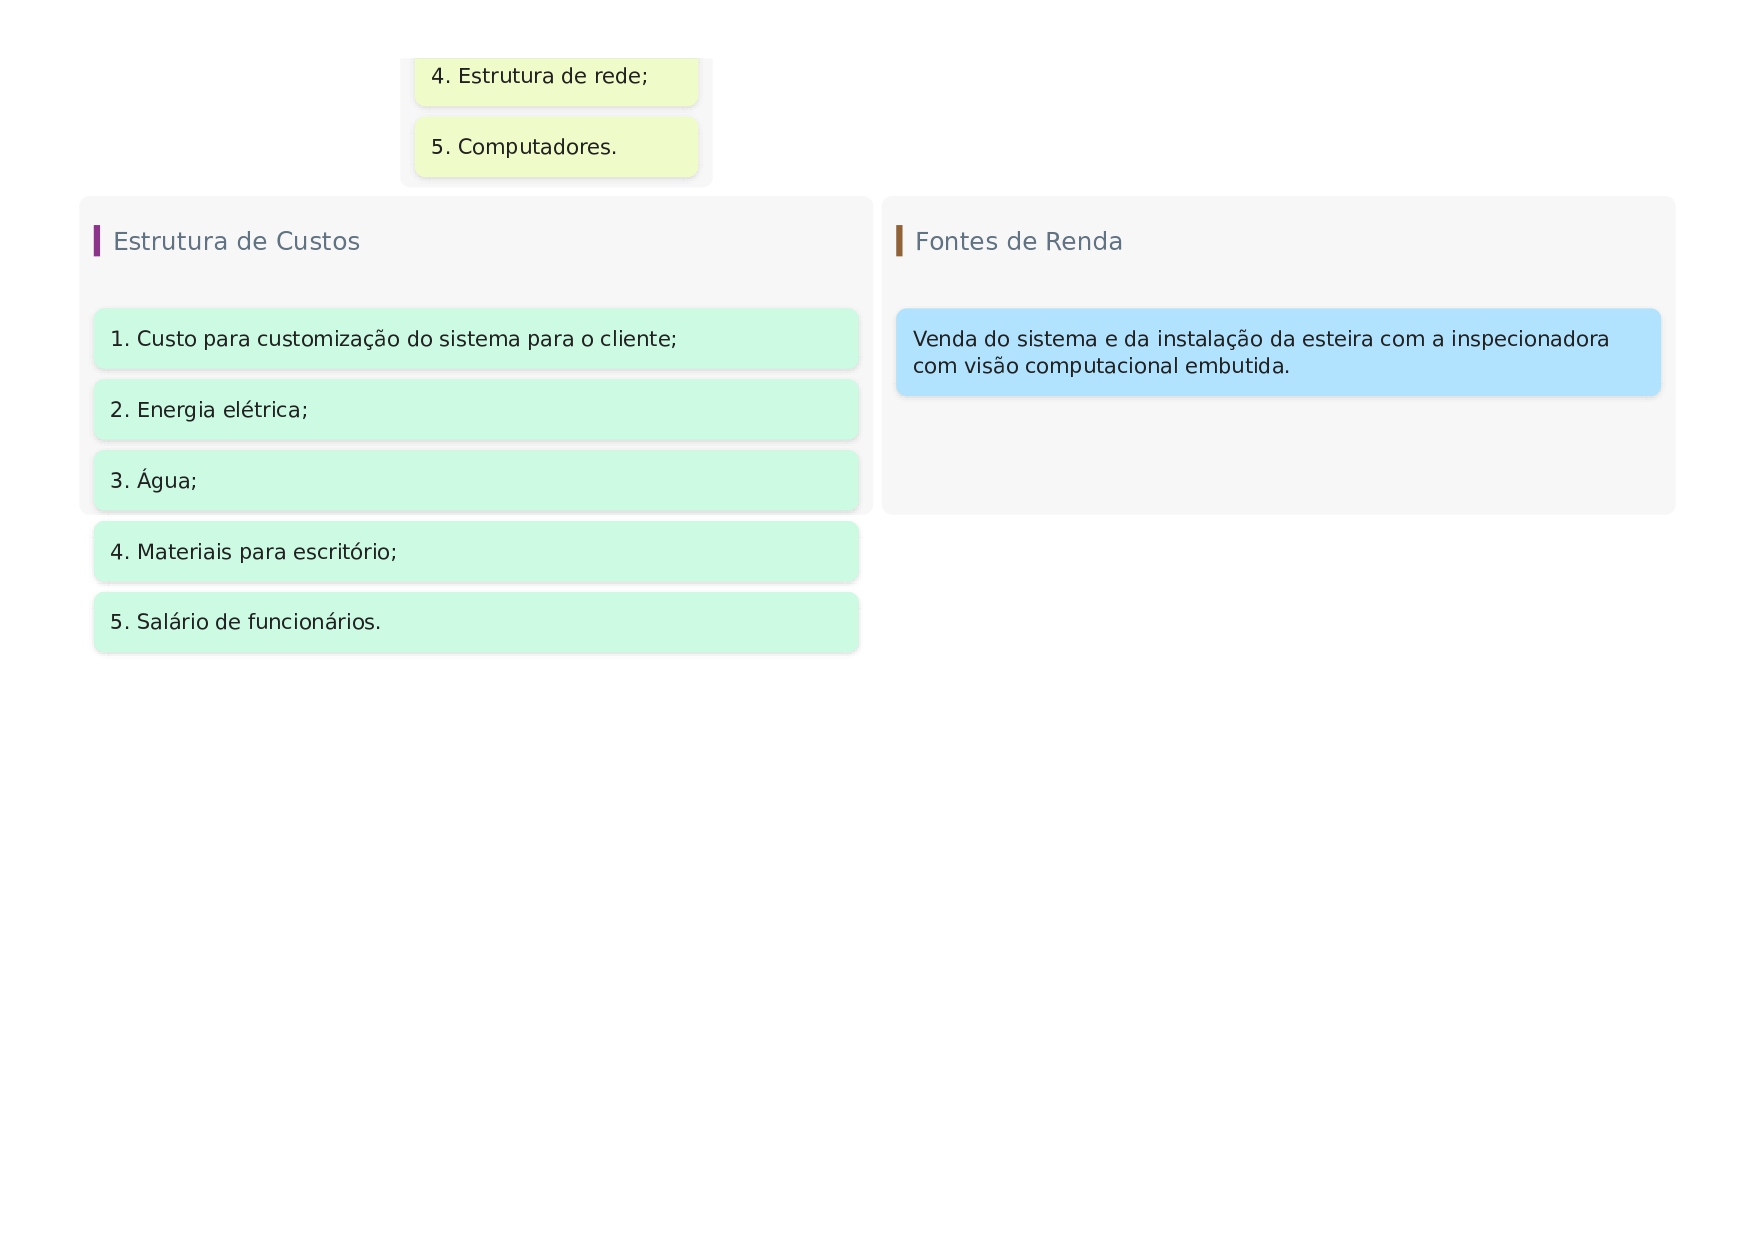 4. Estrutura de rede;
5. Computadores.
Estrutura de Custos
1. Custo para customização do sistema para o cliente;
2. Energia elétrica;
3. Água;
4. Materiais para escritório;
5. Salário de funcionários.
Fontes de Renda
Venda do sistema e da instalação da esteira com a inspecionadora
com visão computacional embutida.